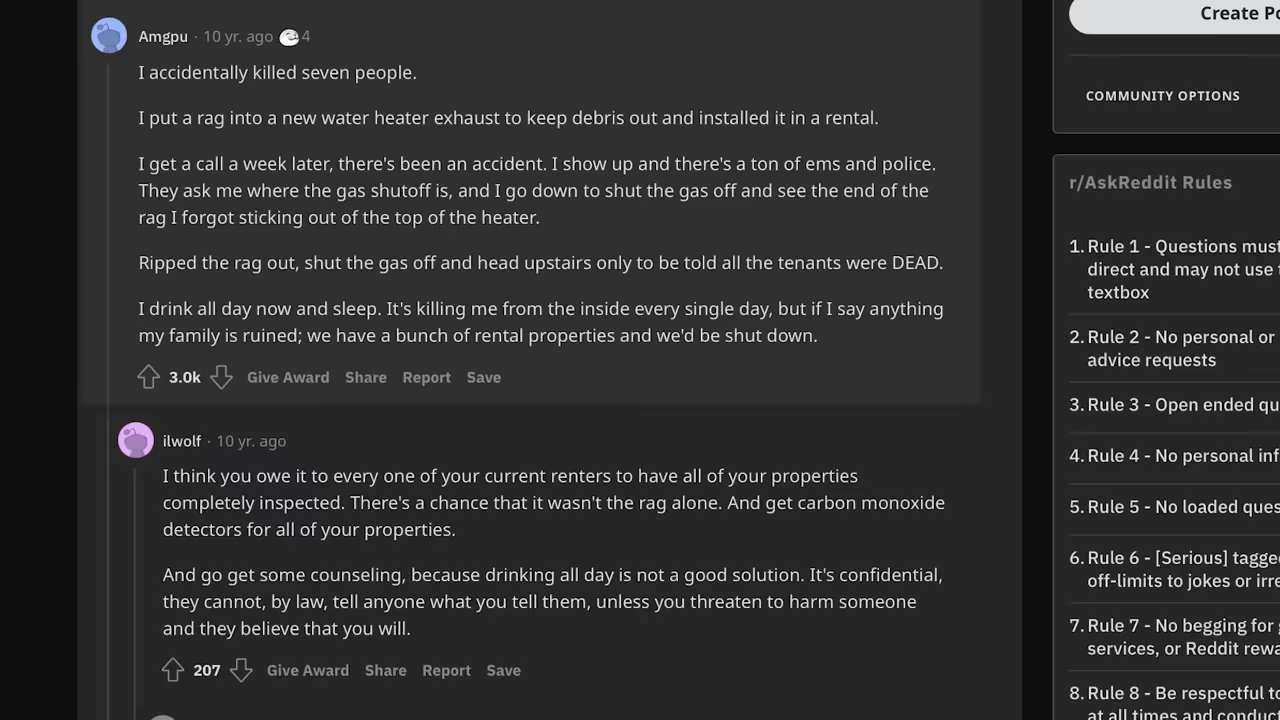 Create Po
Amgpu · 10 yr. ago 4
I accidentally killed seven people.
I put a rag into a new water heater exhaust to keep debris out and installed it in a rental.
I get a call a week later, there's been an accident. I show up and there's a ton of ems and police.
They ask me where the gas shutoff is, and I go down to shut the gas off and see the end of the
rag I forgot sticking out of the top of the heater.
Ripped the rag out, shut the gas off and head upstairs only to be told all the tenants were DEAD.
I drink all day now and sleep. It's killing me from the inside every single day, but if I say anything
my family is ruined; we have a bunch of rental properties and we'd be shut down.
3.0k Give Award Share Report Save
ilwolf · 10 yr. ago
I think you owe it to every one of your current renters to have all of your properties
completely inspected. There's a chance that it wasn't the rag alone. And get carbon monoxide
detectors for all of your properties.
And go get some counseling, because drinking all day is not a good solution. It's confidential,
they cannot, by law, tell anyone what you tell them, unless you threaten to harm someone
and they believe that you will.
207 Give Award Share Report Save
COMMUNITY OPTIONS
r/AskReddit Rules
1. Rule 1 - Questions must
direct and may not use
textbox
2. Rule 2 - No personal or
advice requests
3. Rule 3 - Open ended qu
4. Rule 4 - No personal inf
5. Rule 5 - No loaded ques
6. Rule 6 - [Serious] tagge
off-limits to jokes or irre
7. Rule 7 - No begging for
services, or Reddit rewa
8. Rule 8 - Be respectful to
at all times and conduct